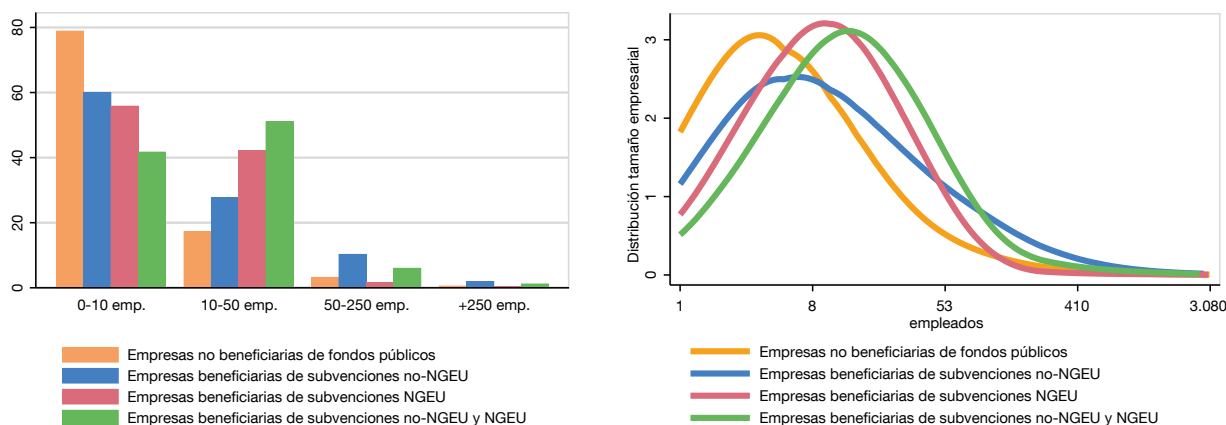 80
60
40
20
0
0-10 emp.
10-50 emp.
50-250 emp.
+250 emp.
Empresas no beneficiarias de fondos públicos
Empresas beneficiarias de subvenciones no-NGEU
Empresas beneficiarias de subvenciones NGEU
Empresas beneficiarias de subvenciones no-NGEU y NGEU
Distribución tamaño empresarial
3
2
1
0
1
8
53
410
3.080
empleados
Empresas no beneficiarias de fondos públicos
Empresas beneficiarias de subvenciones no-NGEU
Empresas beneficiarias de subvenciones NGEU
Empresas beneficiarias de subvenciones no-NGEU y NGEU